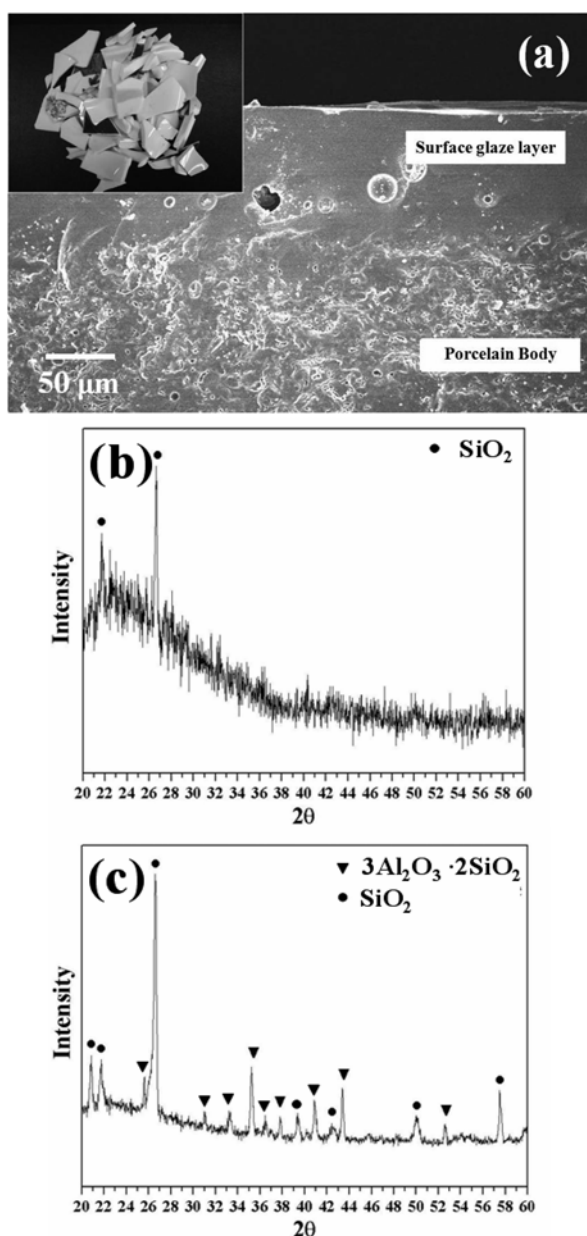 (a)
Surface glaze layer
Porcelain Body
50 μm
(b)
● SiO₂
Intensity
20 22 24 26 28 30 32 34 36 38 40 42 44 46 48 50 52 54 56 58 60
2θ
(c)
▼ 3Al₂O₃ ·2SiO₂
● SiO₂
Intensity
20 22 24 26 28 30 32 34 36 38 40 42 44 46 48 50 52 54 56 58 60
2θ